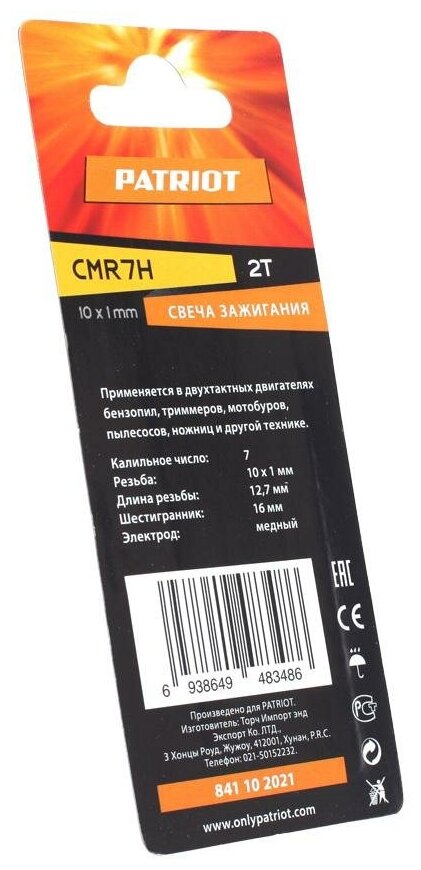 PATRIOT
CMR7H 2T
10 x 1 mm СВЕЧА ЗАЖИГАНИЯ
Применяется в двухтактных двигателях
бензопил, триммеров, мотобуров,
пылесосов, ножниц и другой технике.
Калильное число: 7
Резьба: 10 x 1 мм
Длина резьбы: 12,7 мм
Шестигранник: 16 мм
Электрод: медный
EAC
CE
6 938649 483486
Произведено для PATRIOT.
Изготовитель: Торч Импорт энд
Экспорт Ко. ЛТД.,
3 Хонцы Роуд, Жужоу, 412001, Хунан, P.R.C.
Телефон: 021-50152232.
841 10 2021
www.onlypatriot.com